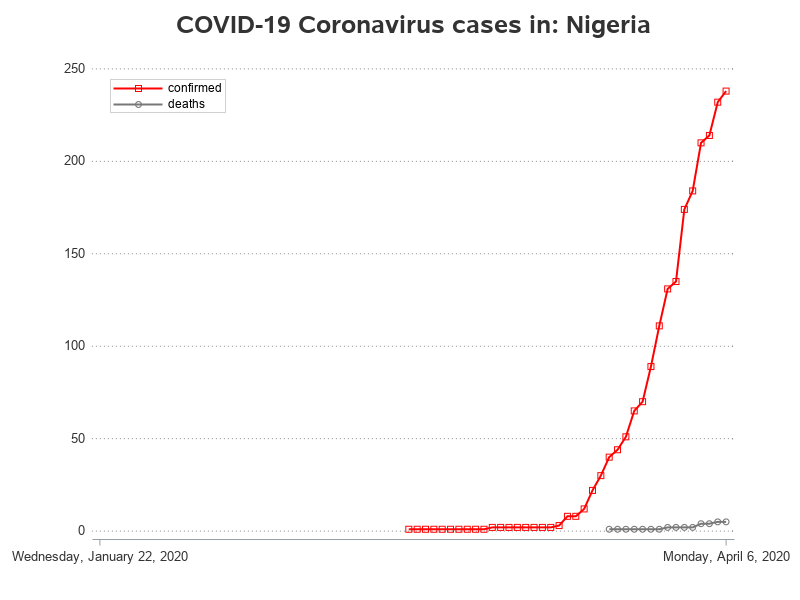 COVID-19 Coronavirus cases in: Nigeria
250
confirmed
deaths
200
150
100
50
0
Wednesday, January 22, 2020
Monday, April 6, 2020